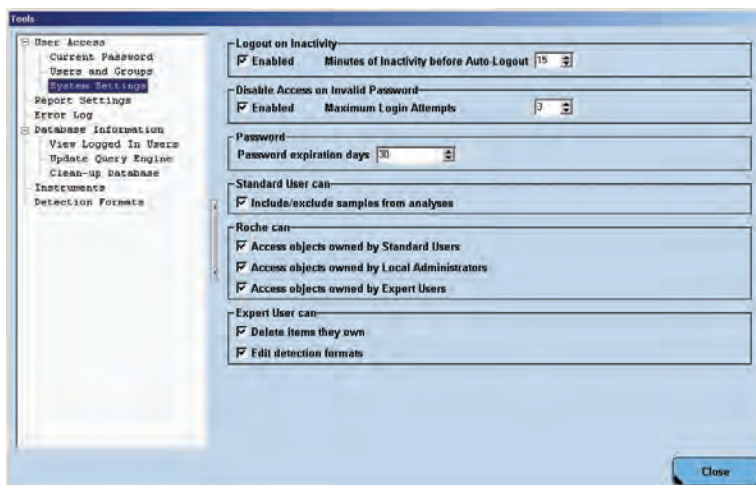 Tools
User Access
Current Password
Users and Groups
System Settings
Report Settings
Error Log
Database Information
View Logged In Users
Update Query Engine
Clean-up Database
Instruments
Detection Formats
Logout on Inactivity
Enabled Minutes of Inactivity before Auto-Logout 15
Disable Access on Invalid Password
Enabled Maximum Login Attempts 3
Password
Password expiration days 30
Standard User can
Include/exclude samples from analyses
Roche can
Access objects owned by Standard Users
Access objects owned by Local Administrators
Access objects owned by Expert Users
Expert User can
Delete items they own
Edit detection formats
Close